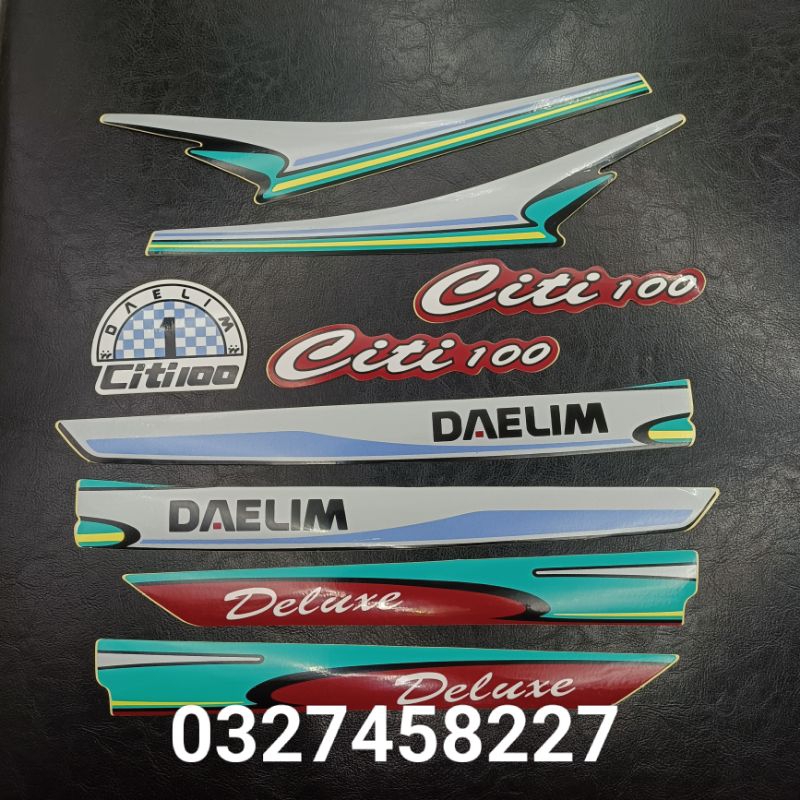 Citi 100
DAELIM
1
Citi100
Citi 100
DAELIM
DAELIM
Deluxe
Deluxe
0327458227